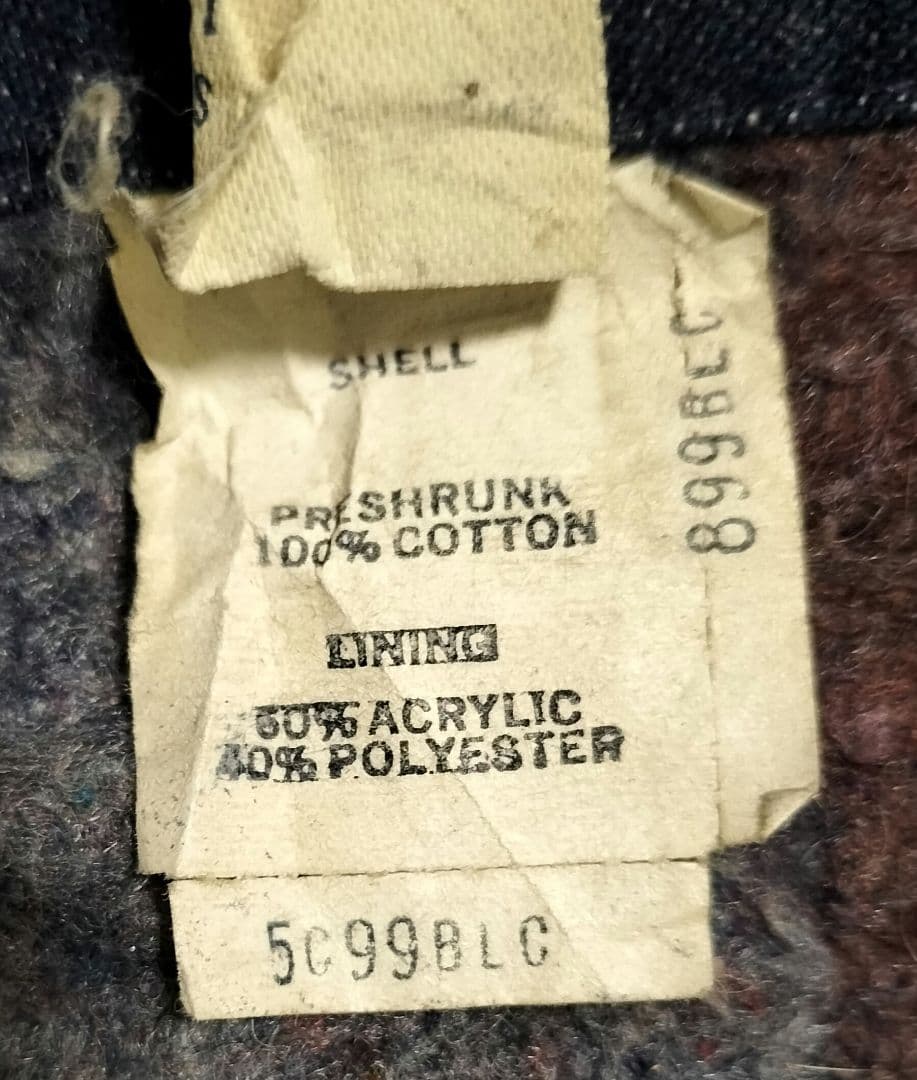 SHELL
PRESHRUNK
100% COTTON
LINING
60% ACRYLIC
40% POLYESTER
899BLC
5C99BLC